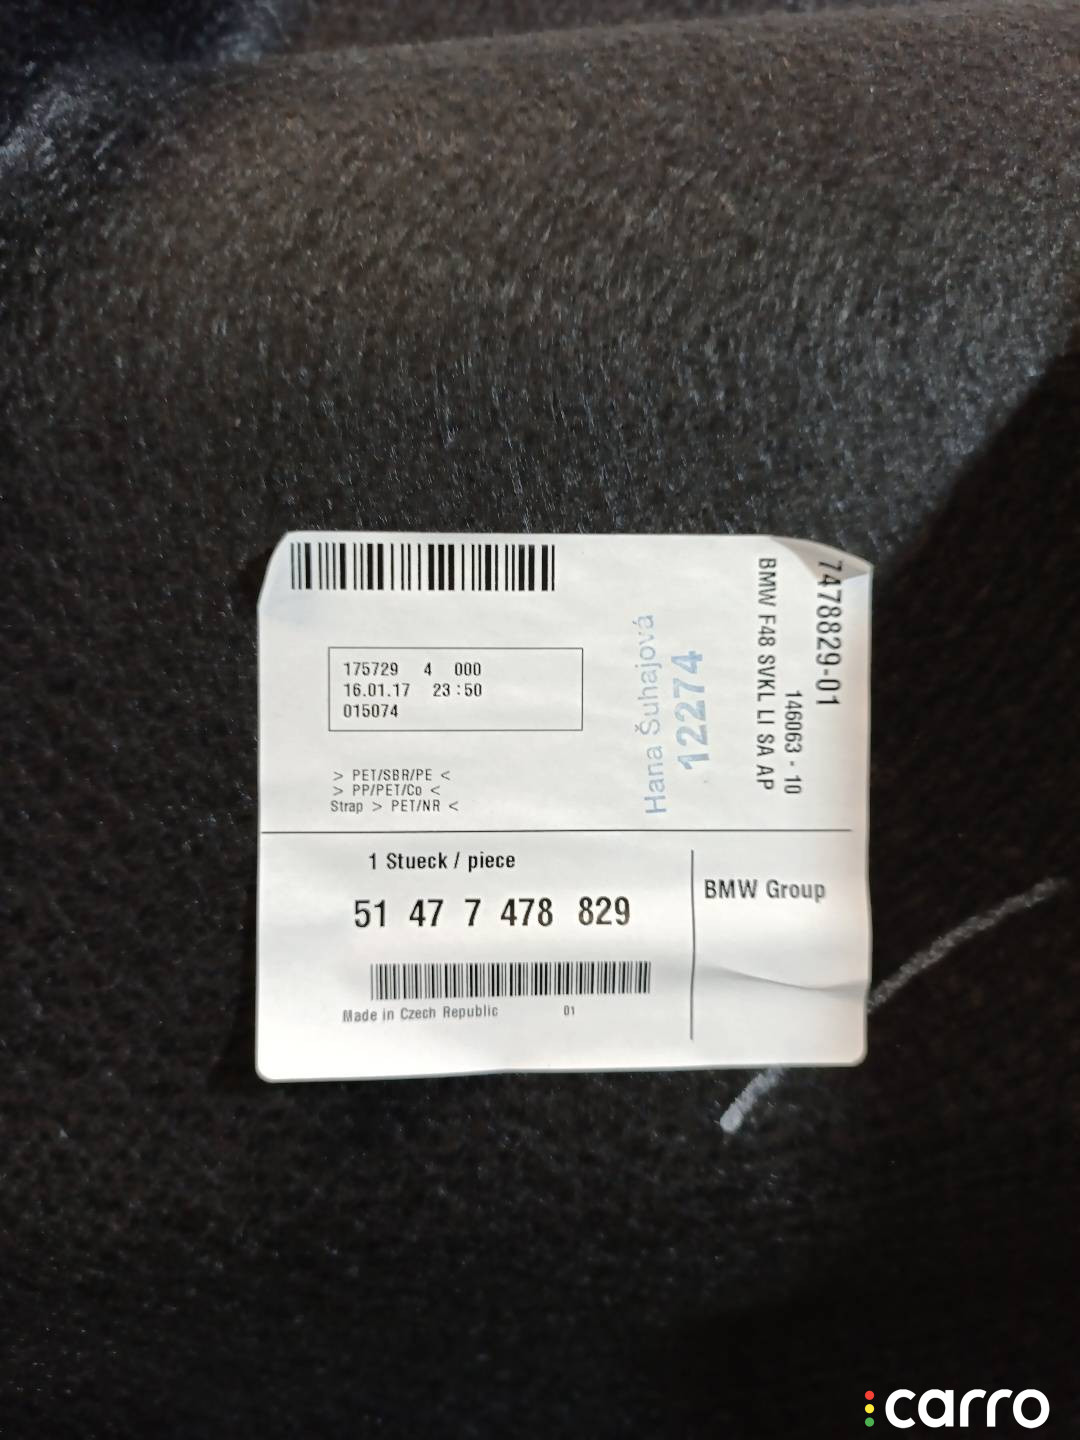 175729 4 000
16.01.17 23:50
015074
> PET/SBR/PE <
> PP/PET/Co <
Strap > PET/NR <
Hana Šuhajová
12274
7478829-01
146063 - 10
BMW F48 SVKL LI SA AP
1 Stueck / piece
51 47 7 478 829
BMW Group
Made in Czech Republic 01
carro